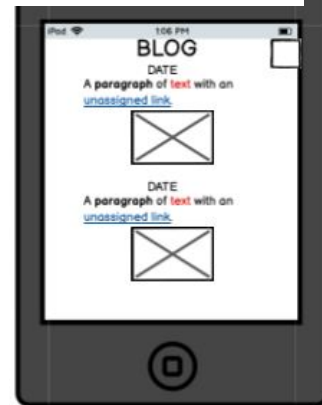 iPod 1:06 PM
BLOG
DATE
A paragraph of text with an
unassigned link.
DATE
A paragraph of text with an
unassigned link.